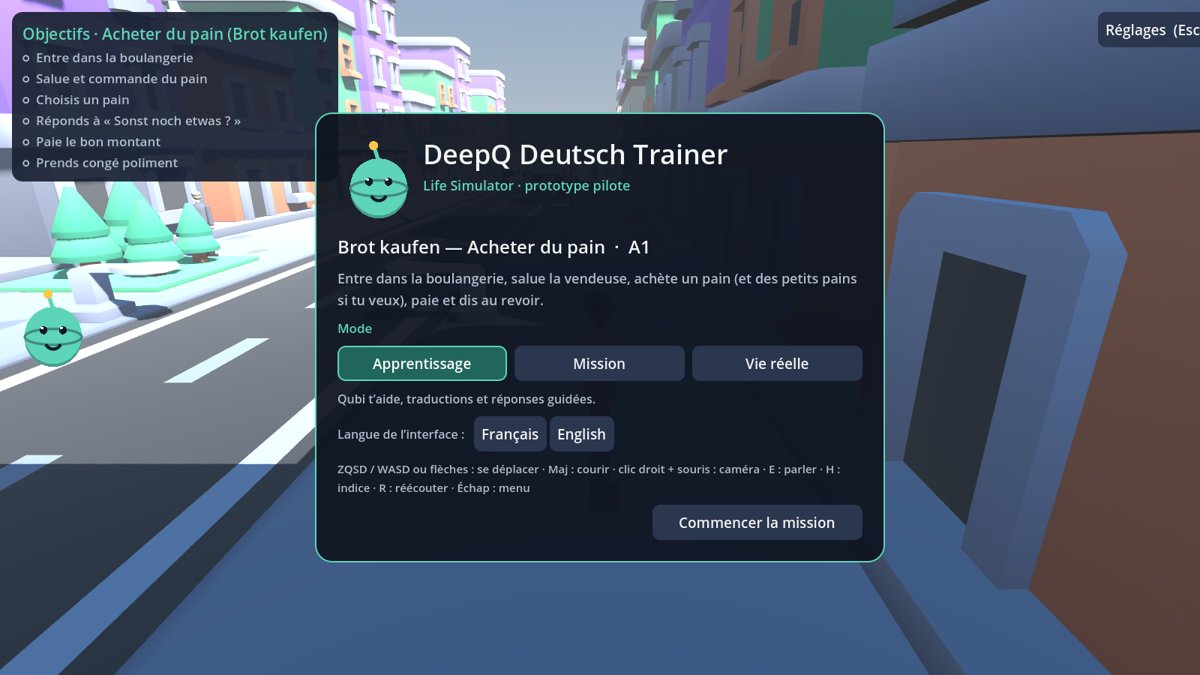 Objectifs · Acheter du pain (Brot kaufen)
Entre dans la boulangerie
Salue et commande du pain
Choisis un pain
Réponds à « Sonst noch etwas ? »
Paie le bon montant
Prends congé poliment
Réglages (Esc
DeepQ Deutsch Trainer
Life Simulator · prototype pilote
Brot kaufen — Acheter du pain · A1
Entre dans la boulangerie, salue la vendeuse, achète un pain (et des petits pains
si tu veux), paie et dis au revoir.
Mode
Apprentissage Mission Vie réelle
Qubi t’aide, traductions et réponses guidées.
Langue de l’interface : Français English
ZQSD / WASD ou flèches : se déplacer · Maj : courir · clic droit + souris : caméra · E : parler · H :
indice · R : réécouter · Échap : menu
Commencer la mission